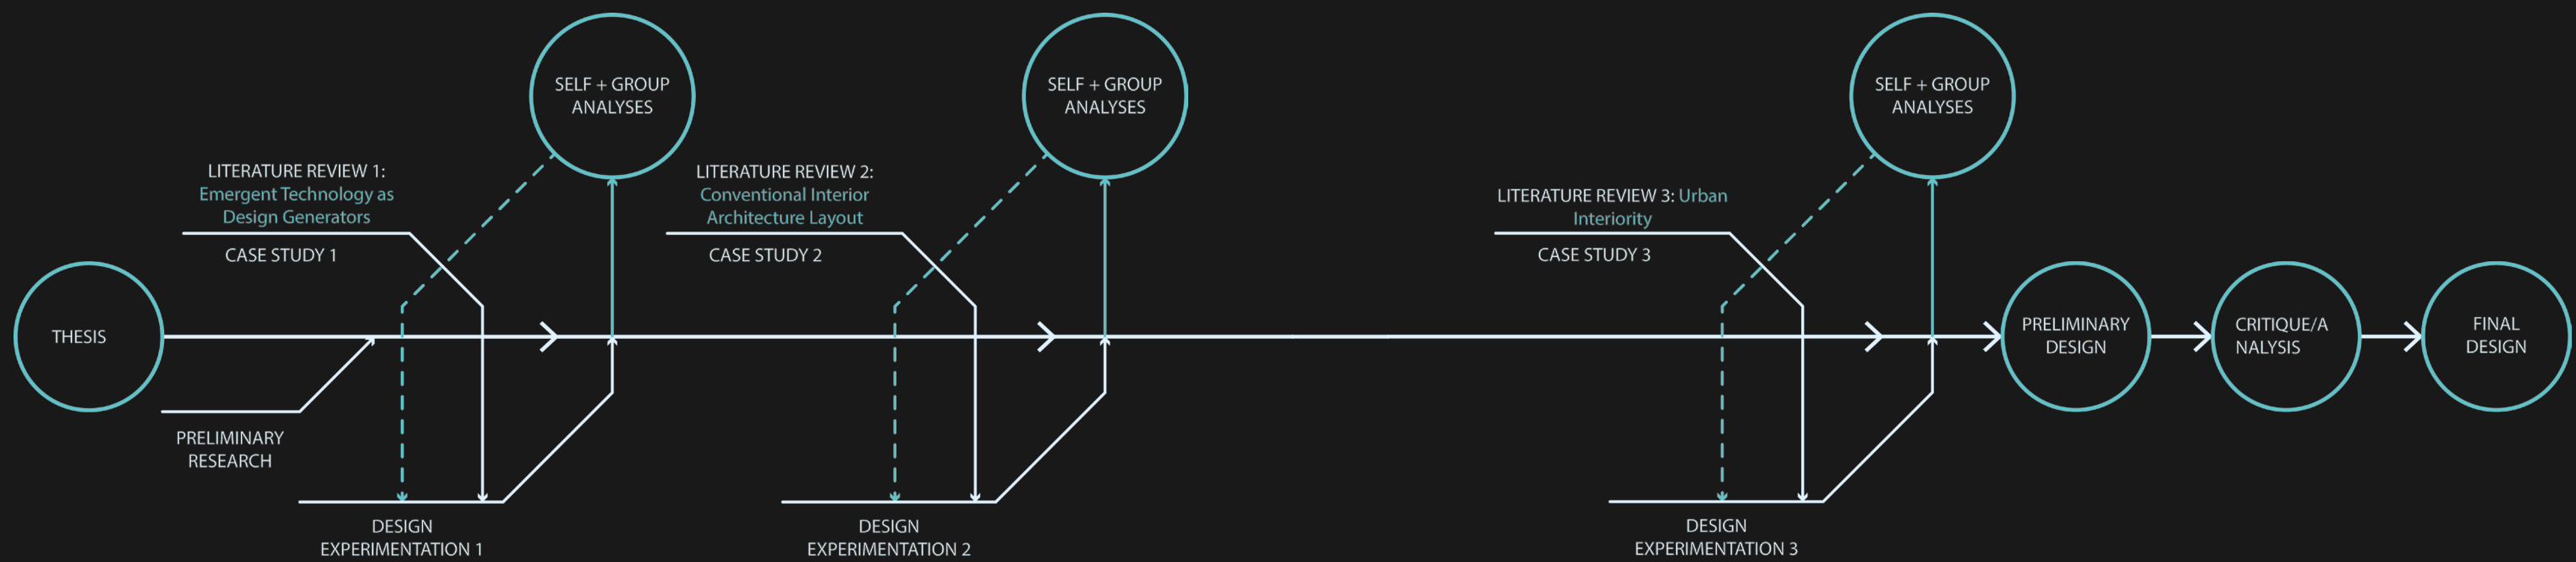 THESIS
PRELIMINARY
RESEARCH
LITERATURE REVIEW 1:
Emergent Technology as
Design Generators
CASE STUDY 1
DESIGN
EXPERIMENTATION 1
SELF + GROUP
ANALYSES
LITERATURE REVIEW 2:
Conventional Interior
Architecture Layout
CASE STUDY 2
DESIGN
EXPERIMENTATION 2
SELF + GROUP
ANALYSES
LITERATURE REVIEW 3: Urban
Interiority
CASE STUDY 3
DESIGN
EXPERIMENTATION 3
SELF + GROUP
ANALYSES
PRELIMINARY
DESIGN
CRITIQUE/A
NALYSIS
FINAL
DESIGN